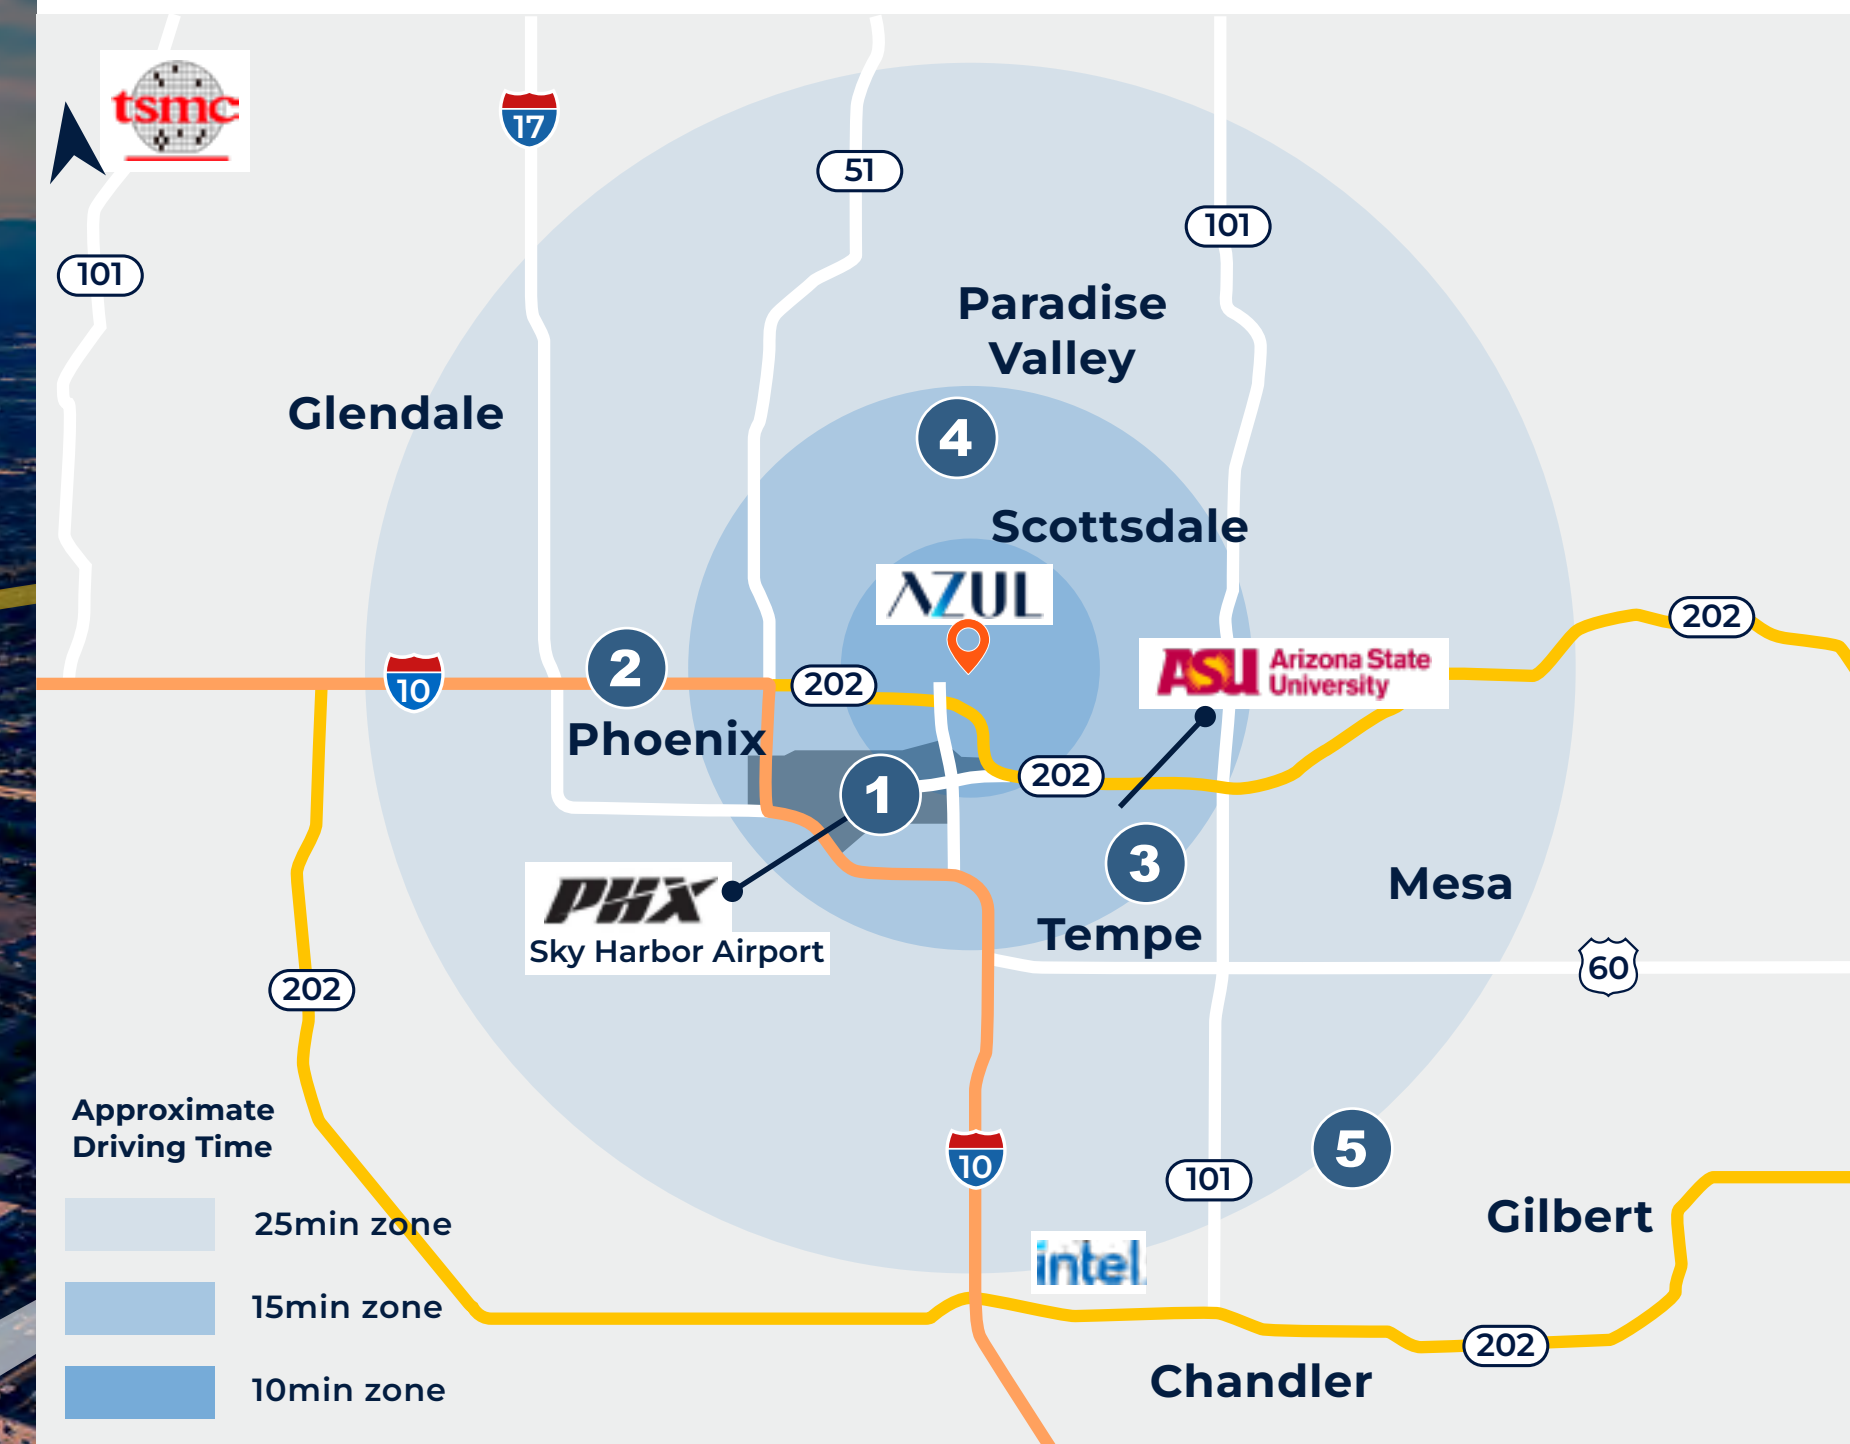 tsmc
17
51
101
101
Paradise
Valley
Glendale
4
Scottsdale
AZUL
202
2
10
202
ASU Arizona State
University
Phoenix
1
202
3
Mesa
PHX
Tempe
Sky Harbor Airport
60
202
Approximate
Driving Time
5
10
101
25min zone
Gilbert
intel
15min zone
202
Chandler
10min zone